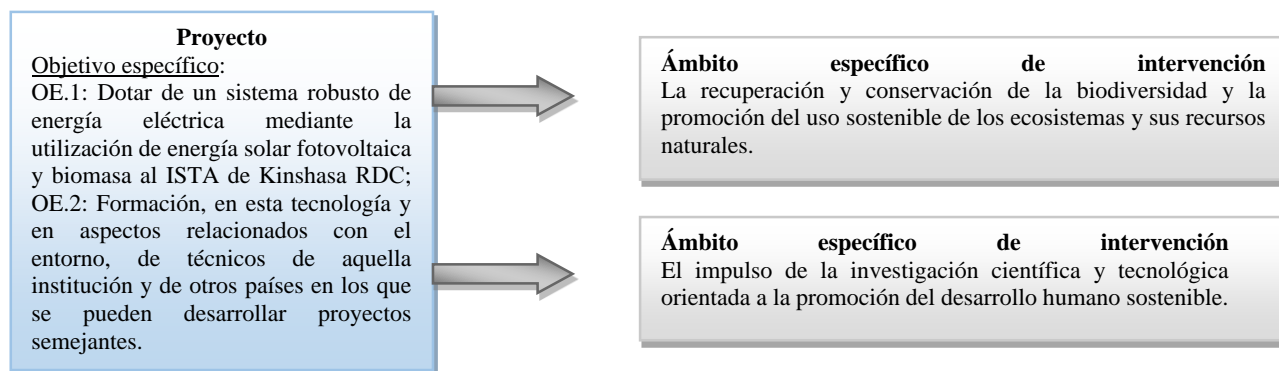 Proyecto
Objetivo específico:
OE.1: Dotar de un sistema robusto de
energía eléctrica mediante la
utilización de energía solar fotovoltaica
y biomasa al ISTA de Kinshasa RDC;
OE.2: Formación, en esta tecnología y
en aspectos relacionados con el
entorno, de técnicos de aquella
institución y de otros países en los que
se pueden desarrollar proyectos
semejantes.
Ámbito específico de intervención
La recuperación y conservación de la biodiversidad y la
promoción del uso sostenible de los ecosistemas y sus recursos
naturales.
Ámbito específico de intervención
El impulso de la investigación científica y tecnológica
orientada a la promoción del desarrollo humano sostenible.